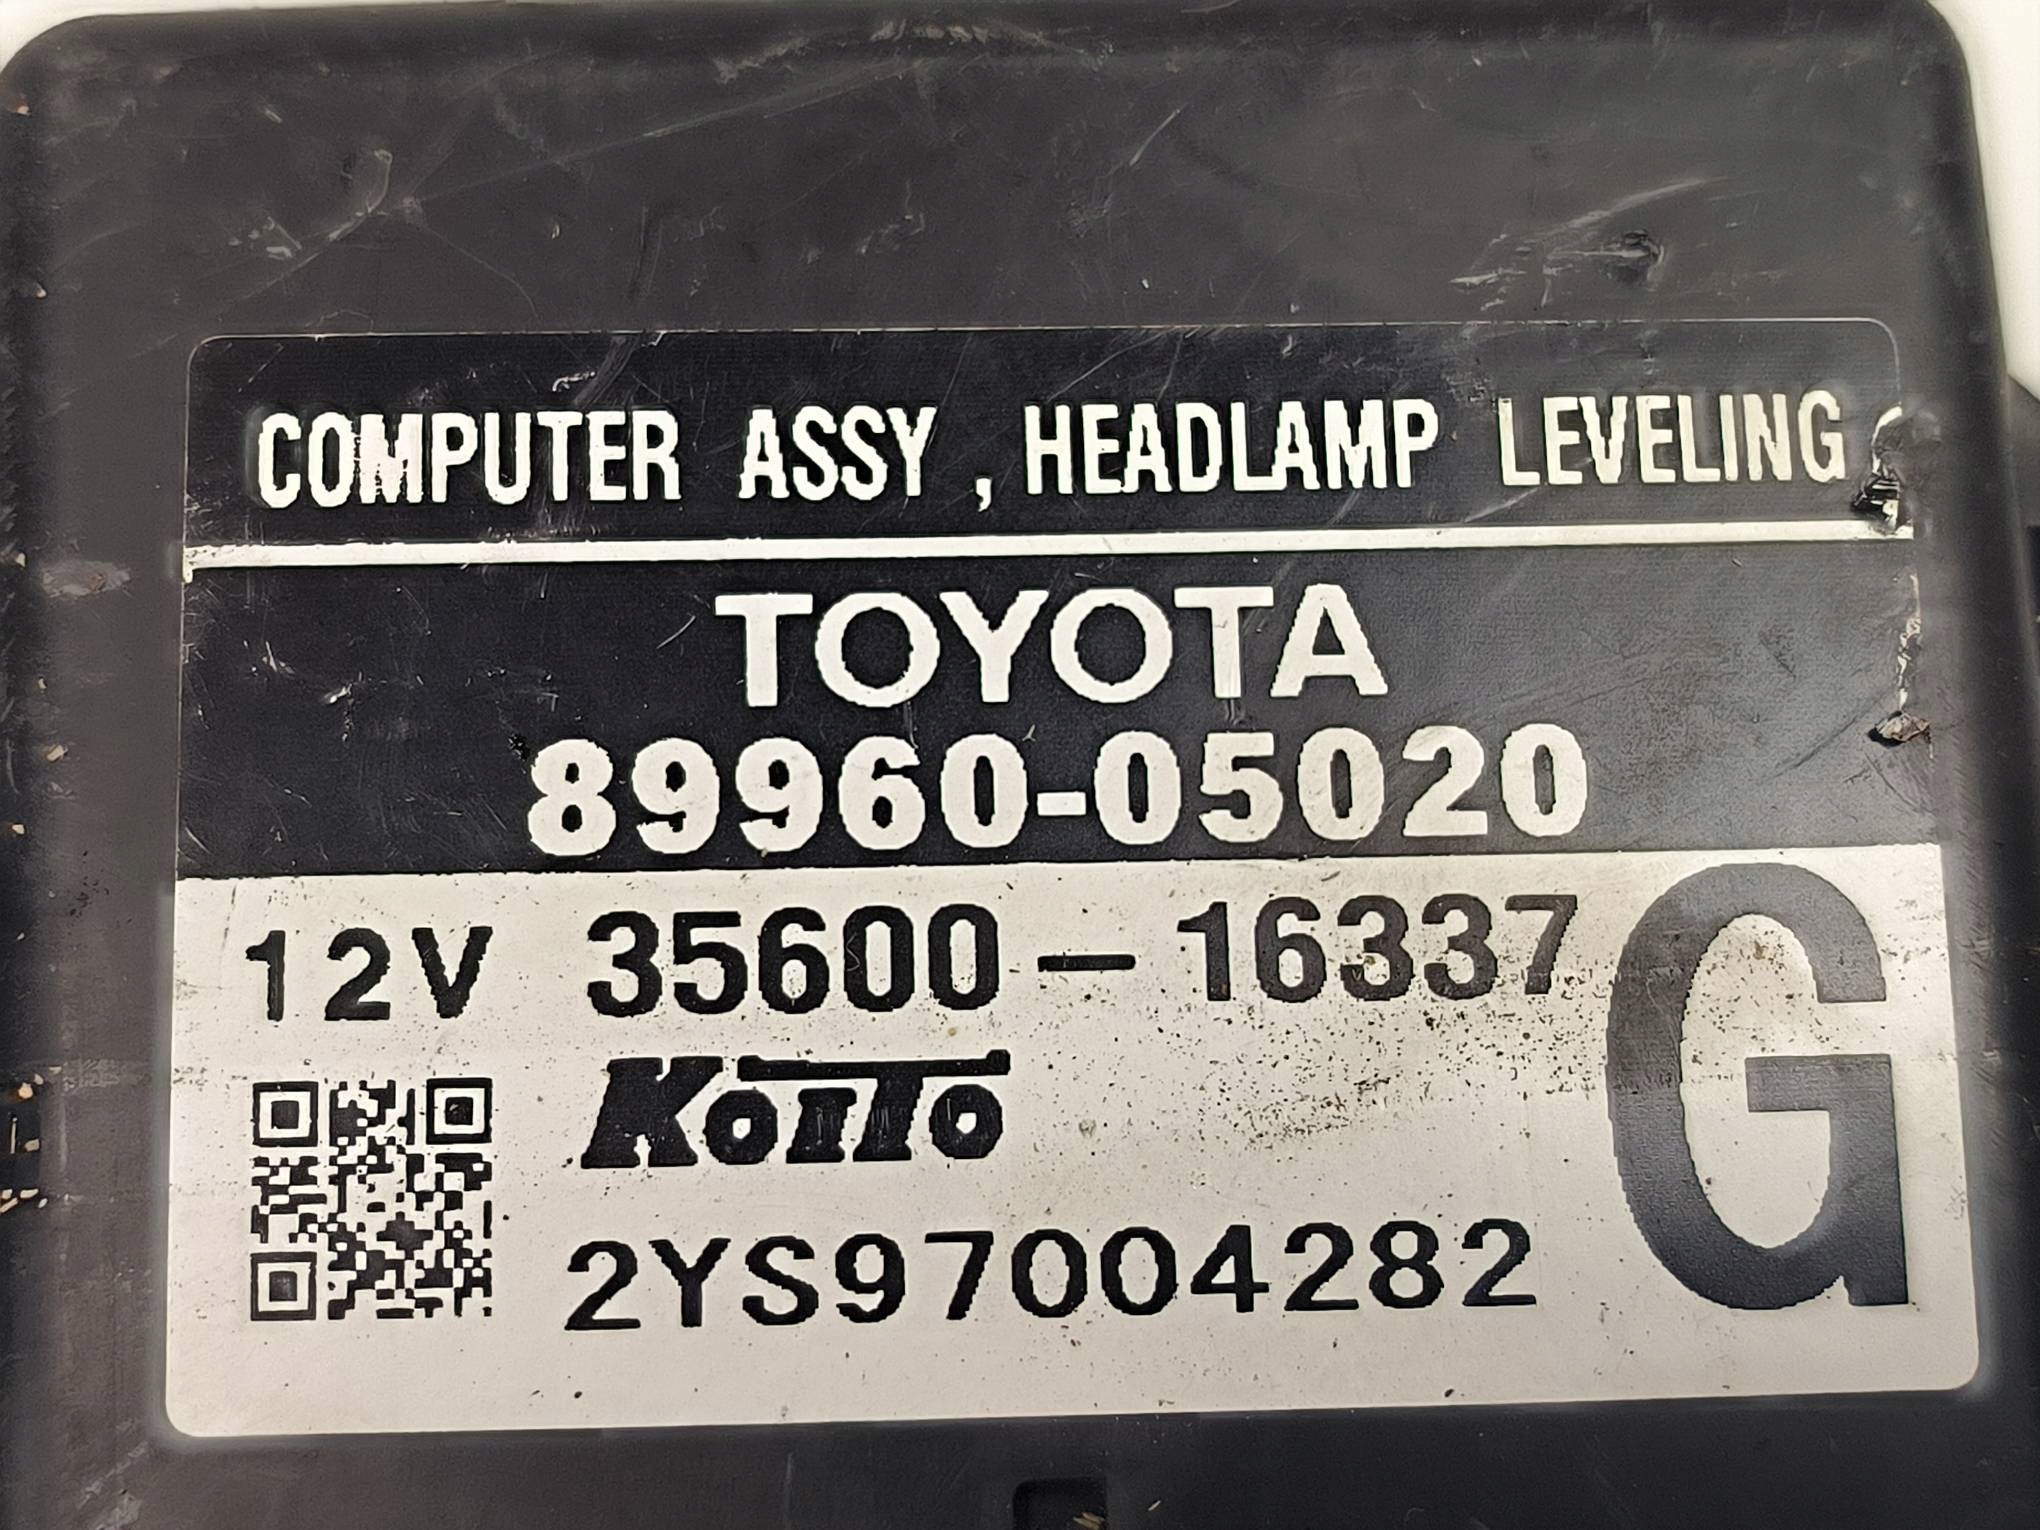 COMPUTER ASSY , HEADLAMP LEVELING
TOYOTA
89960-05020
12V 35600-16337
G
KOITO
2YS97004282